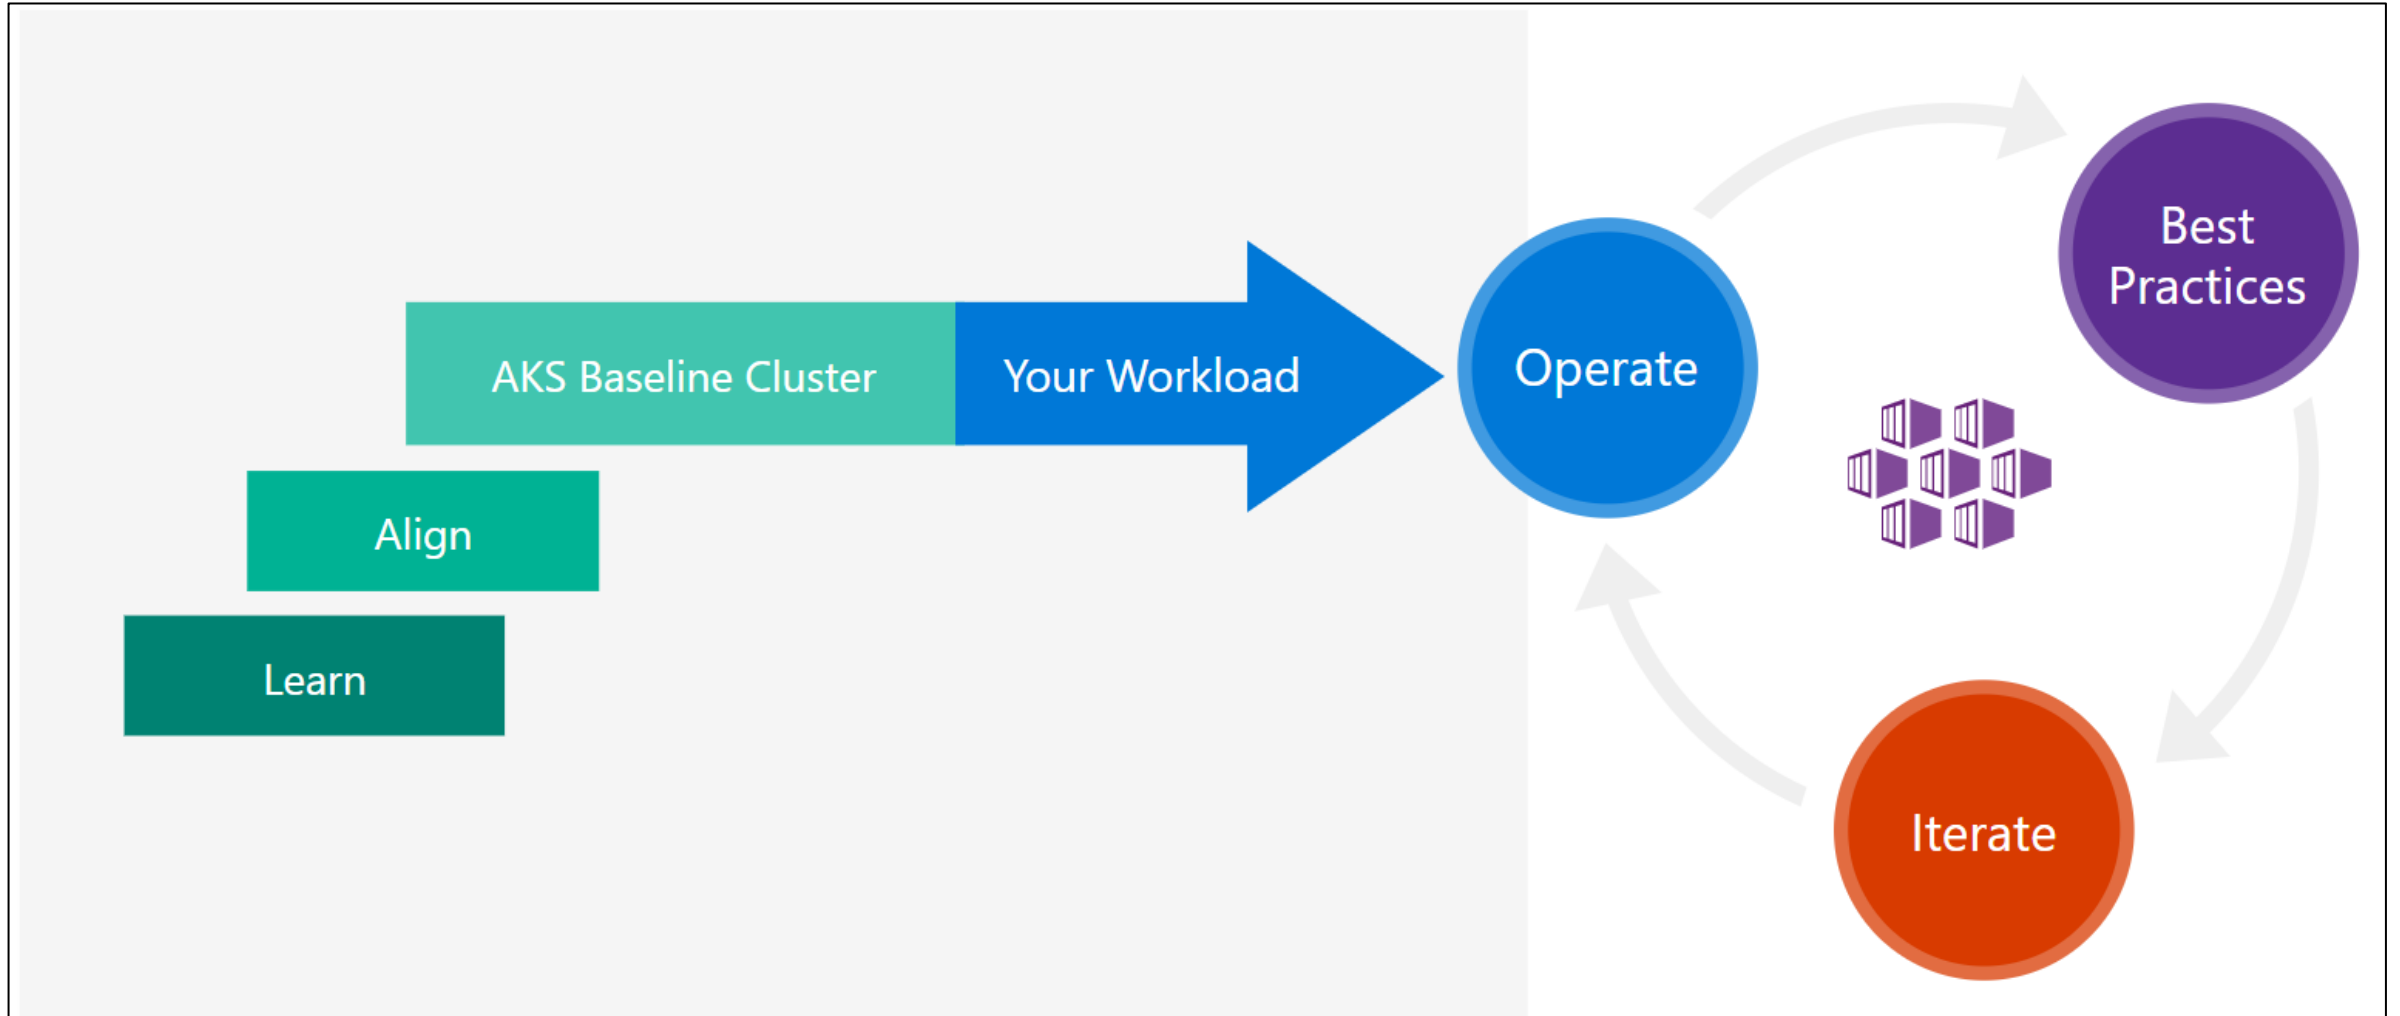 AKS Baseline Cluster
Your Workload
Align
Learn
Operate
Best
Practices
Iterate